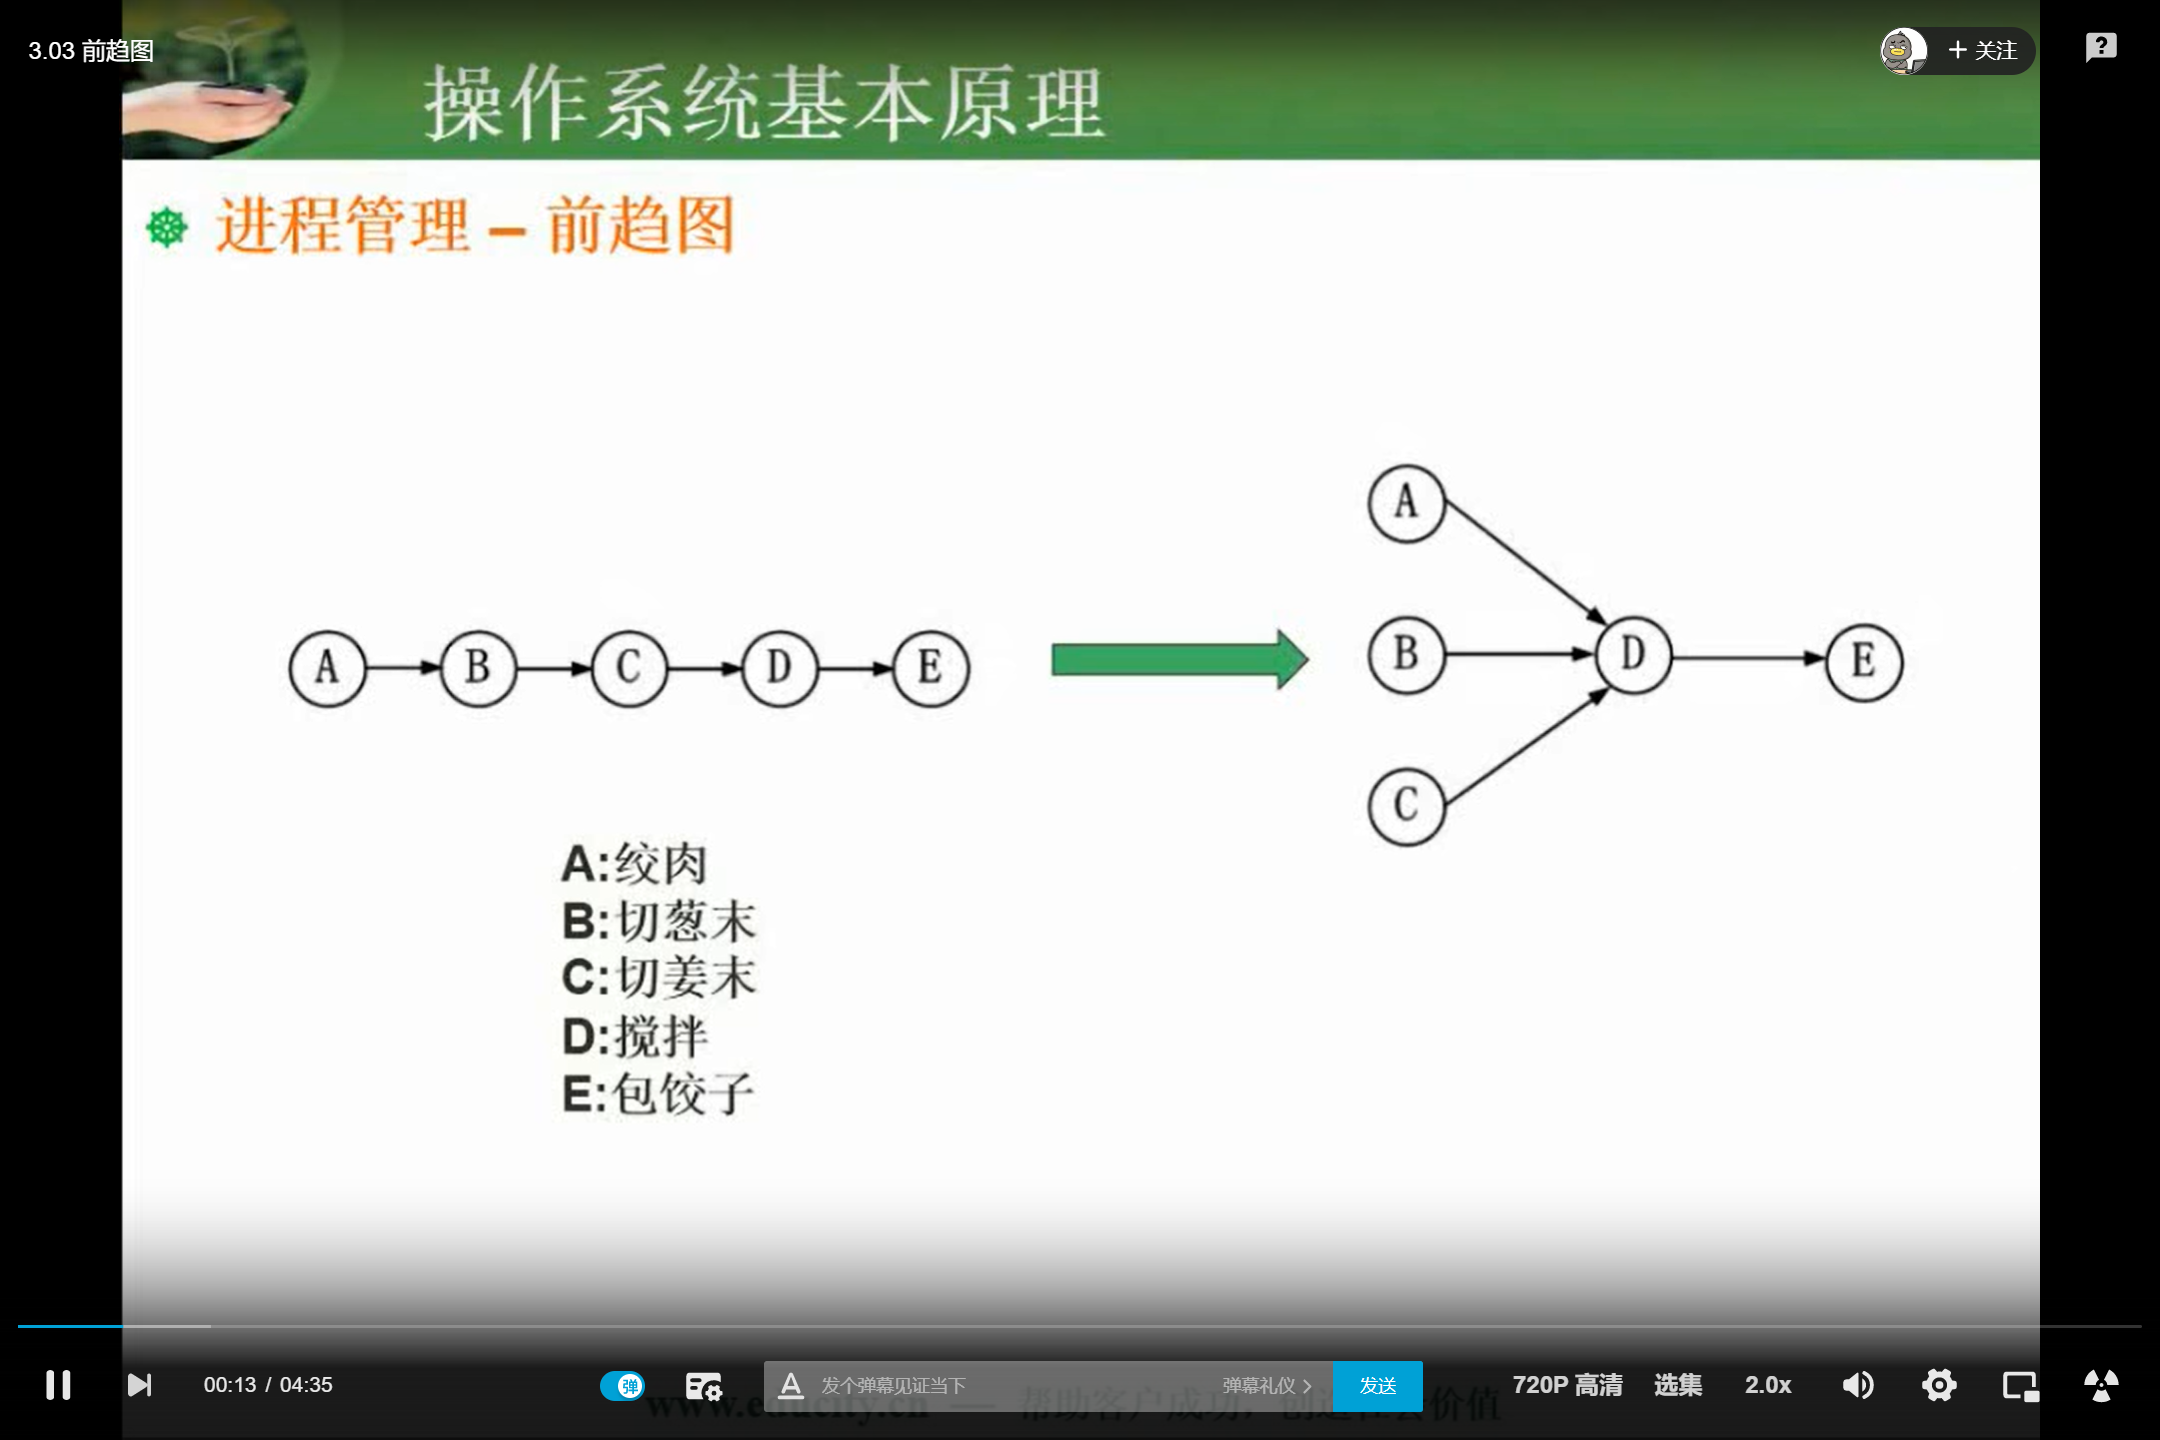 3.03 前趋图
+ 关注
?
操作系统基本原理
进程管理 – 前趋图
A
A B C D E
B D E
C
A:绞肉
B:切葱末
C:切姜末
D:搅拌
E:包饺子
00:13 / 04:35
弹
A 发个弹幕见证当下
弹幕礼仪 >
发送
720P 高清
选集
2.0x
www.educity.cn — 帮助客户成功，创造社会价值